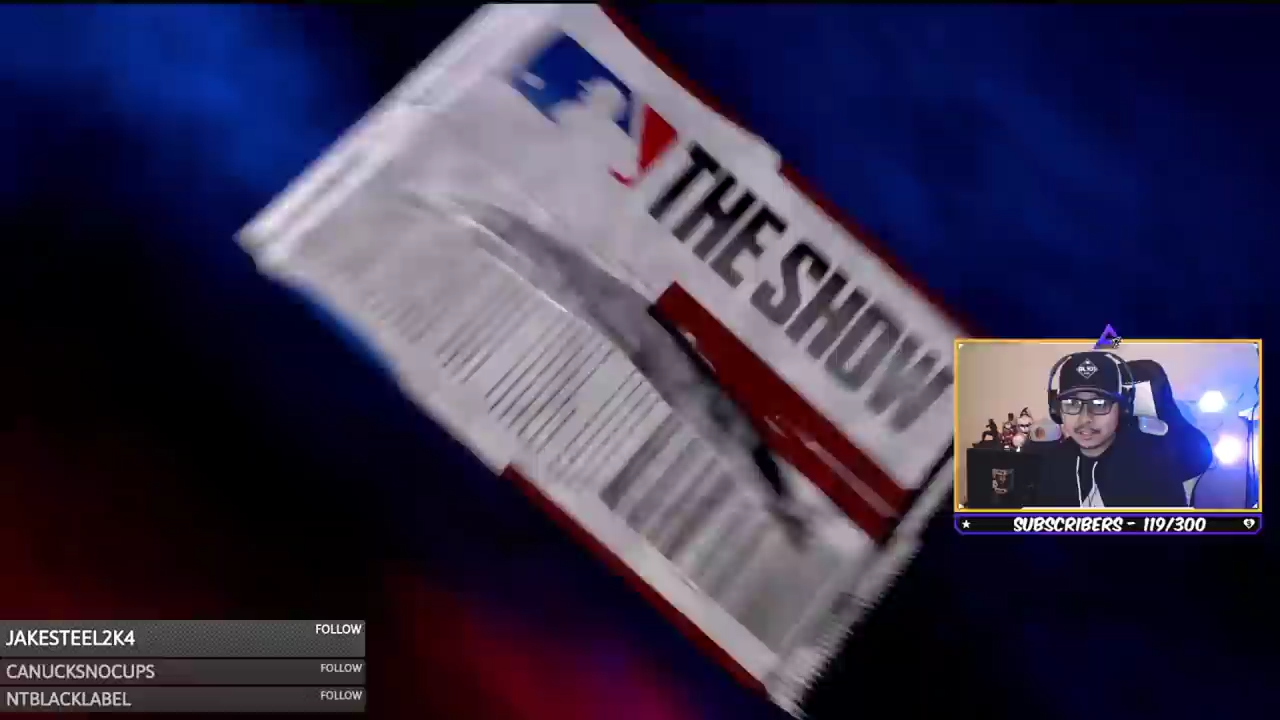 THE SHOW
SUBSCRIBERS - 119/300
JAKESTEEL2K4 FOLLOW
CANUCKSNOCUPS FOLLOW
NTBLACKLABEL FOLLOW